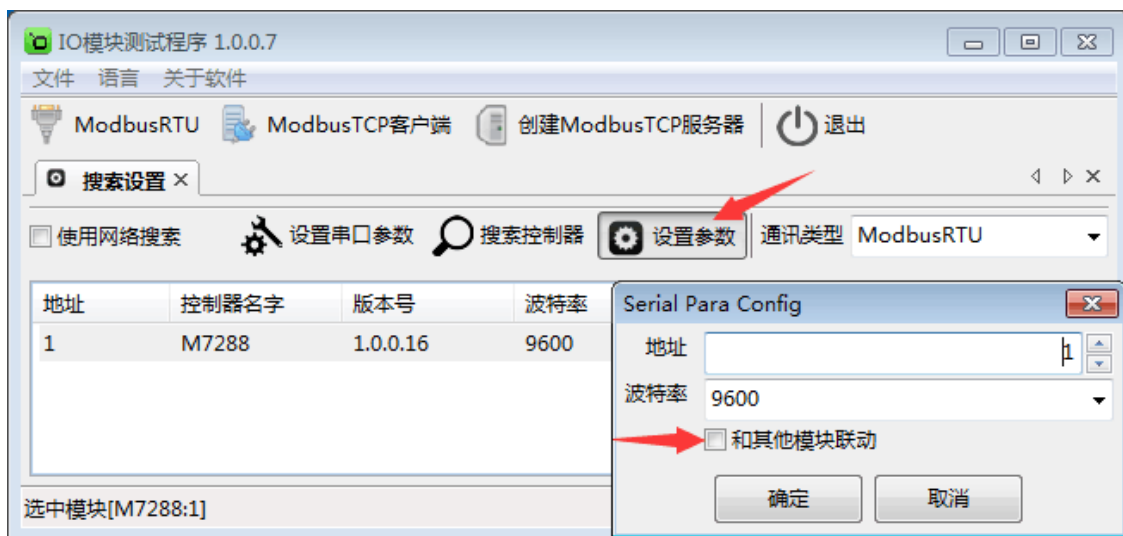 IO模块测试程序 1.0.0.7
文件 语言 关于软件
ModbusRTU ModbusTCP客户端 创建ModbusTCP服务器 退出
搜索设置
使用网络搜索 设置串口参数 搜索控制器 设置参数 通讯类型 ModbusRTU
地址 控制器名字 版本号 波特率
1 M7288 1.0.0.16 9600
Serial Para Config
地址 1
波特率 9600
和其他模块联动
确定 取消
选中模块[M7288:1]